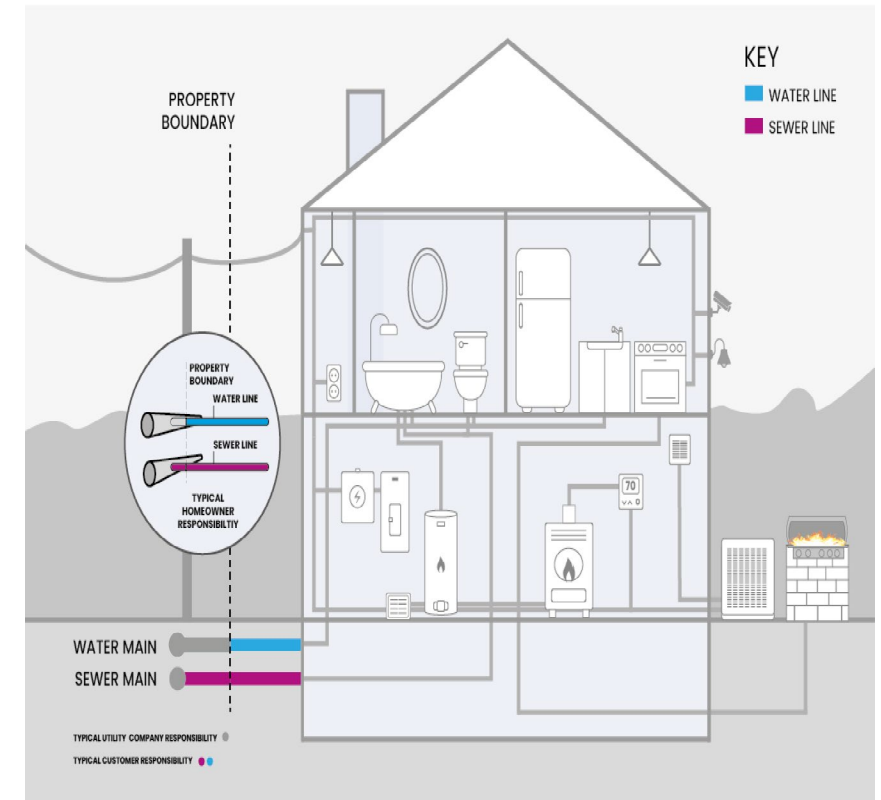 KEY
WATER LINE
SEWER LINE
PROPERTY
BOUNDARY
PROPERTY
BOUNDARY
WATER LINE
SEWER LINE
TYPICAL
HOMEOWNER
RESPONSIBILTIY
70
WATER MAIN
SEWER MAIN
TYPICAL UTILITY COMPANY RESPONSIBILITY
TYPICAL CUSTOMER RESPONSIBILITY